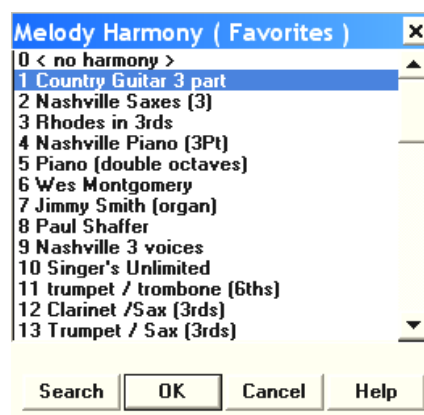 Melody Harmony ( Favorites )
0 < no harmony >
1 Country Guitar 3 part
2 Nashville Saxes (3)
3 Rhodes in 3rds
4 Nashville Piano (3Pt)
5 Piano (double octaves)
6 Wes Montgomery
7 Jimmy Smith (organ)
8 Paul Shaffer
9 Nashville 3 voices
10 Singer's Unlimited
11 trumpet / trombone (6ths)
12 Clarinet /Sax (3rds)
13 Trumpet / Sax (3rds)
Search OK Cancel Help